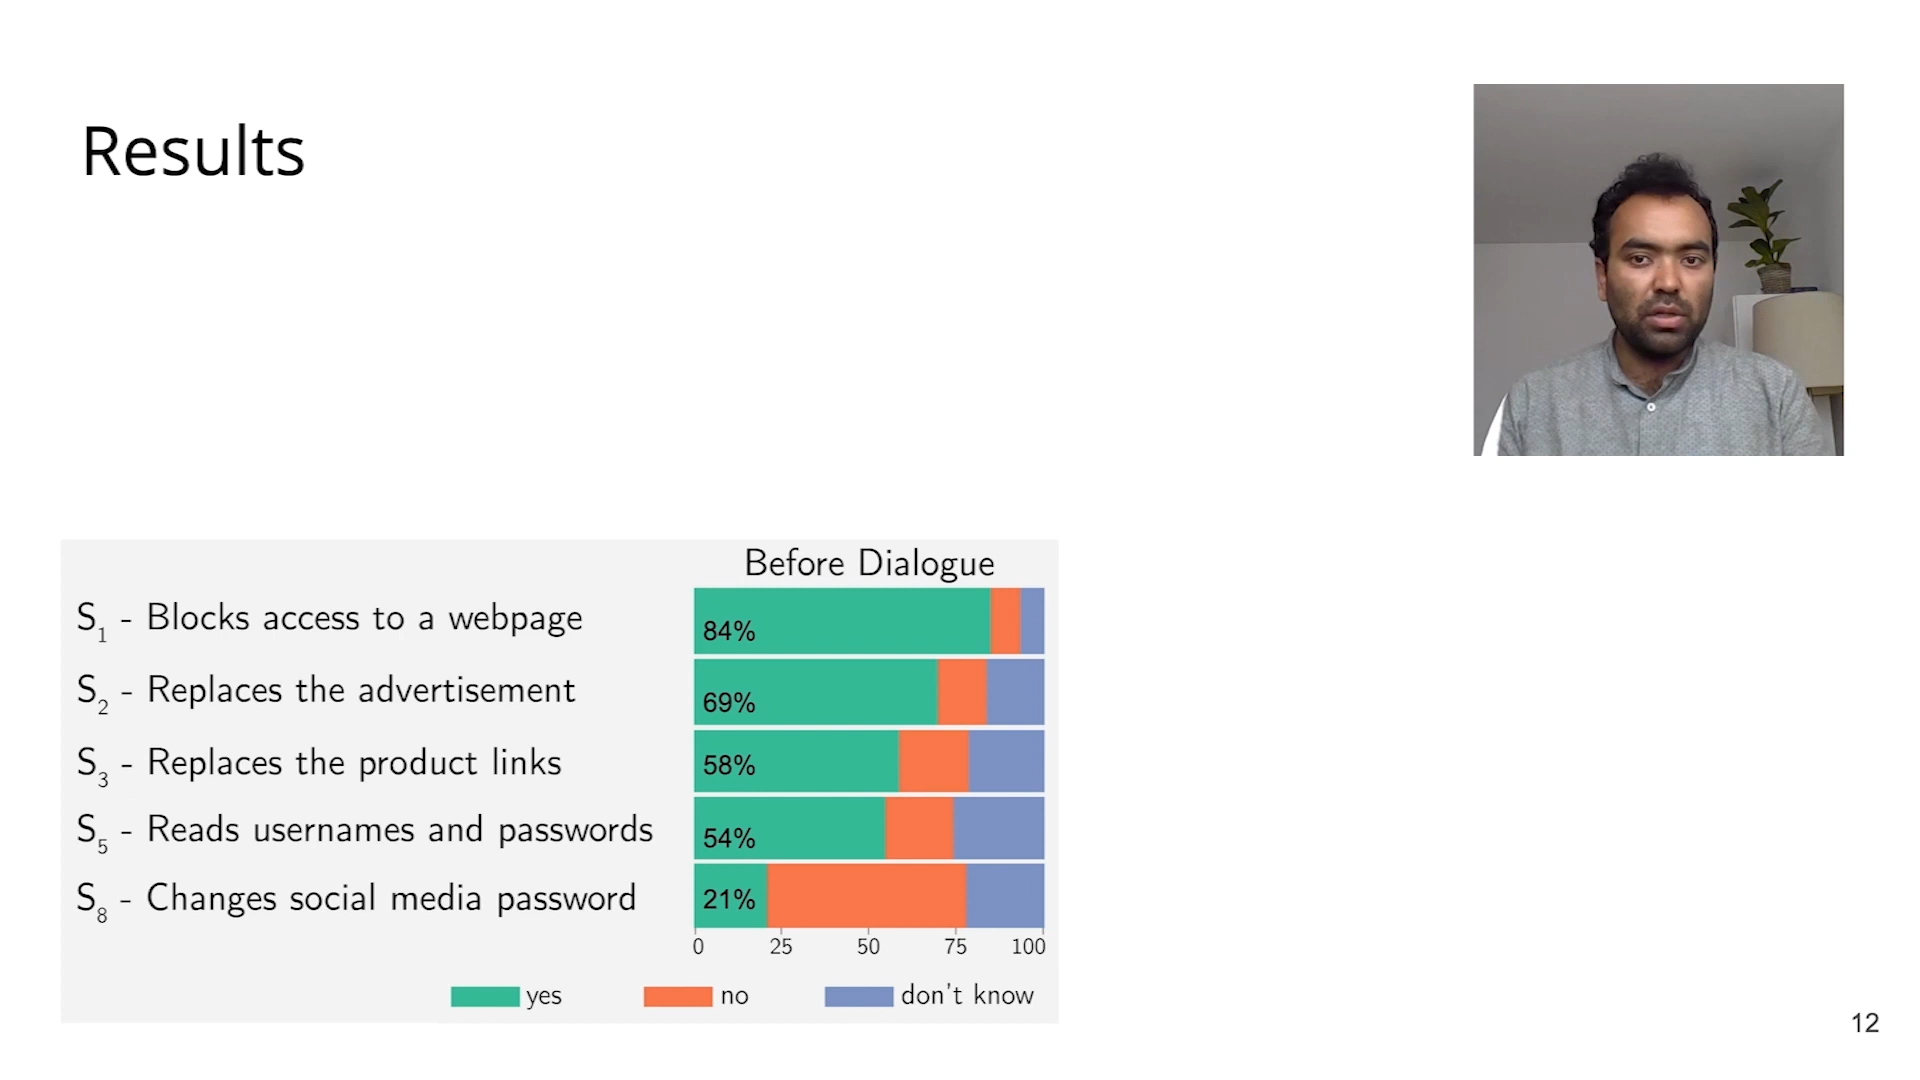 Results
Before Dialogue
S1 - Blocks access to a webpage
84%
S2 - Replaces the advertisement
69%
S3 - Replaces the product links
58%
S5 - Reads usernames and passwords
54%
S8 - Changes social media password
21%
0 25 50 75 100
yes no don't know
12